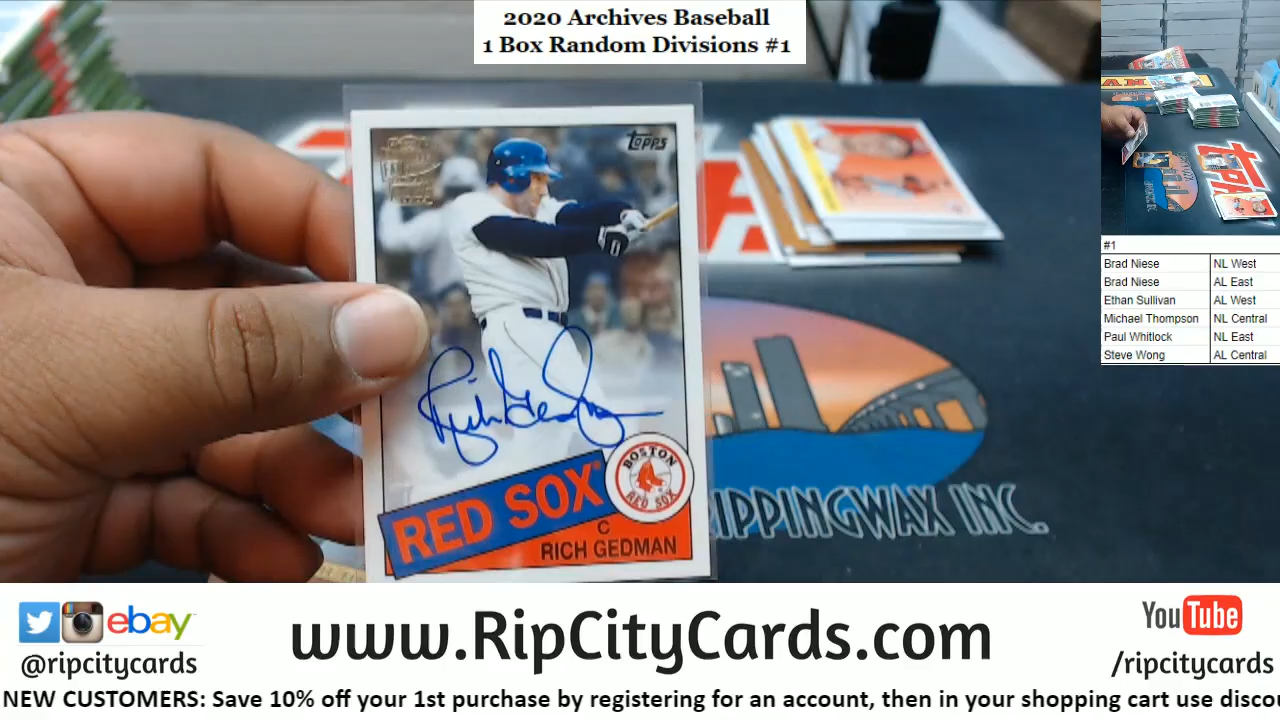 2020 Archives Baseball
1 Box Random Divisions #1
TOPPS
RED SOX
BOSTON
RED SOX
C
RICH GEDMAN
RIPPINGWAX INC.
#1
Brad Niese NL West
Brad Niese AL East
Ethan Sullivan AL West
Michael Thompson NL Central
Paul Whitlock NL East
Steve Wong AL Central
ebay
@ripcitycards
www.RipCityCards.com
YouTube
/ripcitycards
NEW CUSTOMERS: Save 10% off your 1st purchase by registering for an account, then in your shopping cart use discou